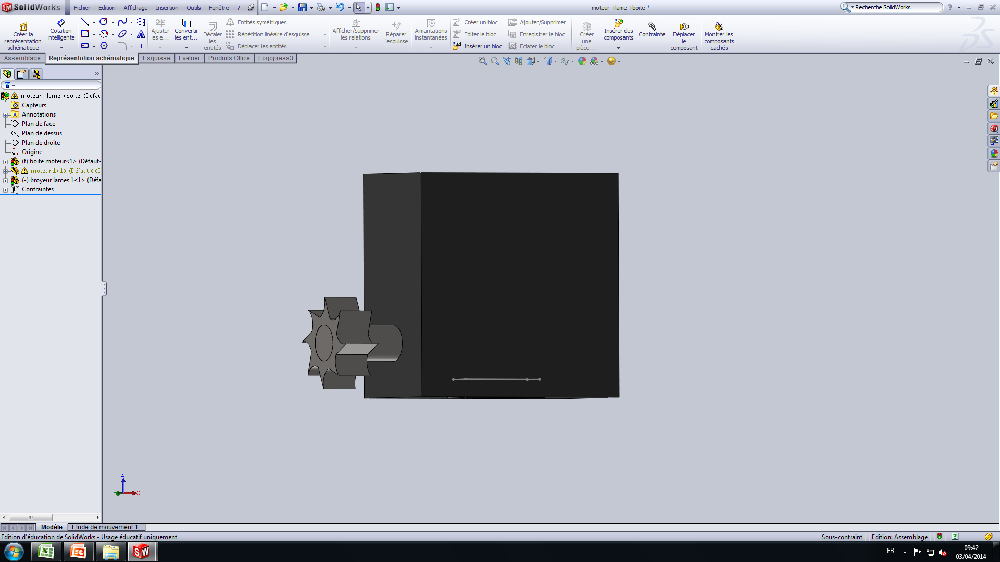 SolidWorks
Fichier Edition Affichage Insertion Outils Fenêtre ?
moteur +lame +boite *
Recherche SolidWorks
Créer la représentation schématique
Cotation intelligente
Ajuster les e...
Convertir les ent...
Décaler les entités
Entités symétriques
Répétition linéaire d'esquisse
Déplacer les entités
Afficher/Supprimer les relations
Réparer l'esquisse
Aimantations instantanées
Créer un bloc
Editer le bloc
Insérer un bloc
Ajouter/Supprimer
Enregistrer le bloc
Eclater le bloc
Créer une pièce ...
Insérer des composants
Contrainte
Déplacer le composant
Montrer les composants cachés
Assemblage Représentation schématique Esquisse Evaluer Produits Office Logopress3
moteur +lame +boite (Défau
Capteurs
Annotations
Plan de face
Plan de dessus
Plan de droite
Origine
(f) boite moteur<1> (Défaut<
moteur 1<1> (Défaut<<D
(-) broyeur lames 1<1> (Défa
Contraintes
Z
Y X
Modèle Etude de mouvement 1
Edition d'éducation de SolidWorks - Usage éducatif uniquement
Sous-contraint Edition: Assemblage
FR
09:42
03/04/2014